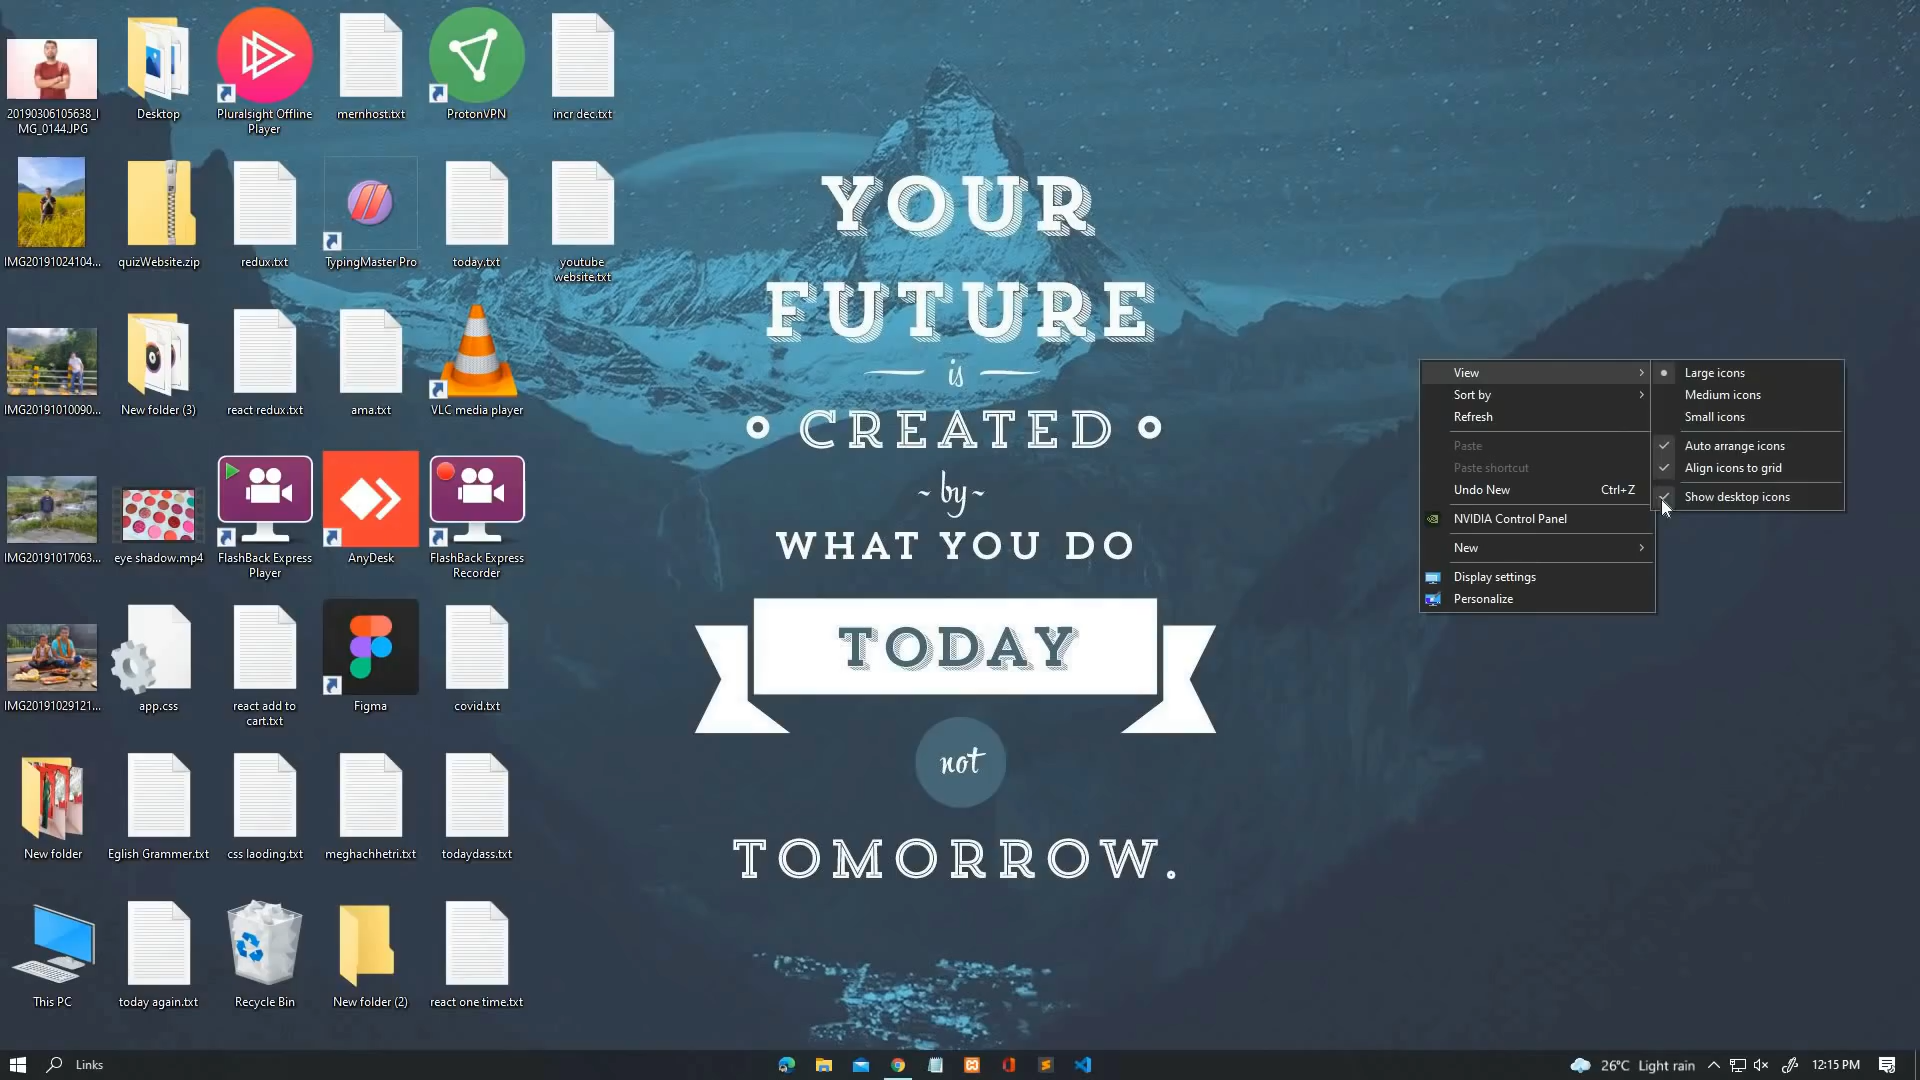 20190306105638_I
MG_0144.JPG
Desktop
Pluralsight Offline
Player
mernhost.txt
ProtonVPN
incr dec.txt
IMG20191024104...
quizWebsite.zip
redux.txt
TypingMaster Pro
today.txt
youtube
website.txt
IMG20191010090...
New folder (3)
react redux.txt
ama.txt
VLC media player
IMG20191017063...
eye shadow.mp4
FlashBack Express
Player
AnyDesk
FlashBack Express
Recorder
IMG20191029121...
app.css
react add to
cart.txt
Figma
covid.txt
New folder
Eglish Grammer.txt
css laoding.txt
meghachhetri.txt
todaydass.txt
This PC
today again.txt
Recycle Bin
New folder (2)
react one time.txt
YOUR
FUTURE
is
CREATED
~ by ~
WHAT YOU DO
TODAY
not
TOMORROW.
View
Sort by
Refresh
Paste
Paste shortcut
Undo New Ctrl+Z
NVIDIA Control Panel
New
Display settings
Personalize
Large icons
Medium icons
Small icons
Auto arrange icons
Align icons to grid
Show desktop icons
Links
26°C Light rain
12:15 PM